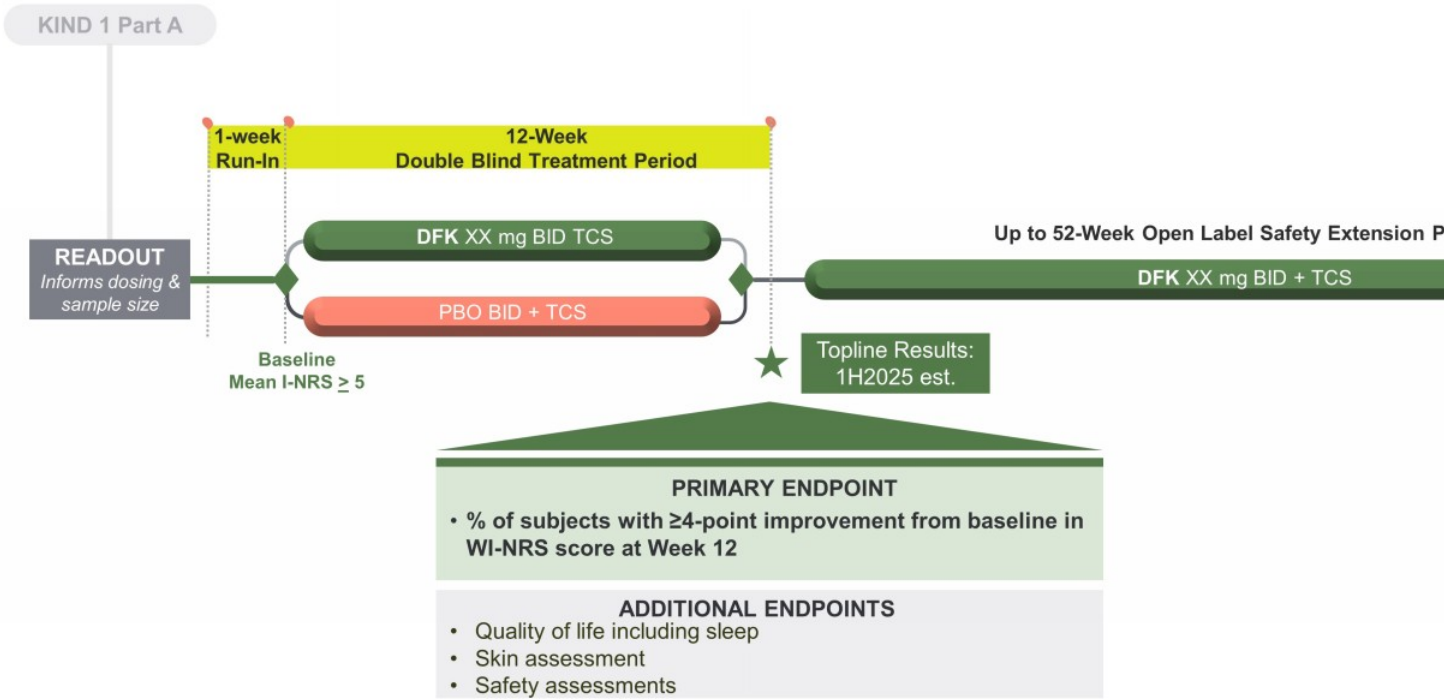 KIND 1 Part A
1-week
Run-In
12-Week
Double Blind Treatment Period
READOUT
Informs dosing &
sample size
DFK XX mg BID TCS
PBO BID + TCS
Up to 52-Week Open Label Safety Extension P
DFK XX mg BID + TCS
Baseline
Mean I-NRS ≥ 5
Topline Results:
1H2025 est.
PRIMARY ENDPOINT
• % of subjects with ≥4-point improvement from baseline in
WI-NRS score at Week 12
ADDITIONAL ENDPOINTS
• Quality of life including sleep
• Skin assessment
• Safety assessments